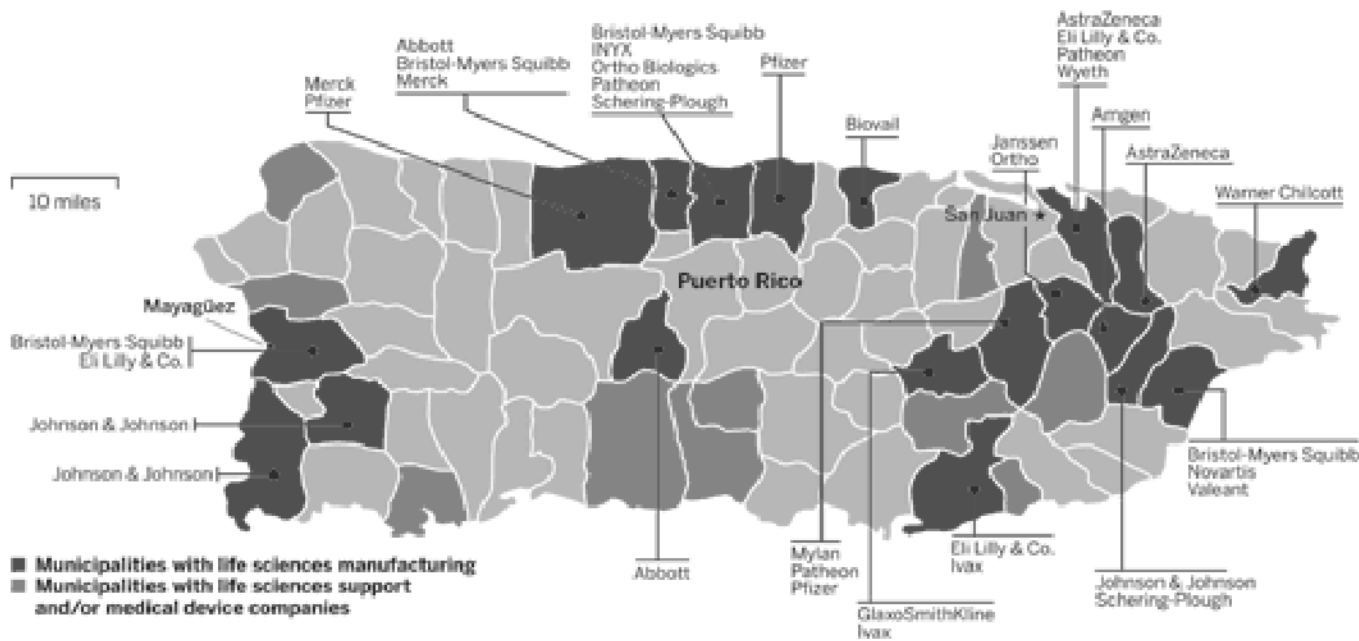 AstraZeneca
Eli Lilly & Co.
Patheon
Wyeth
Bristol-Myers Squibb
INYX
Ortho Biologics
Patheon
Schering-Plough
Pfizer
Abbott
Bristol-Myers Squibb
Merck
Merck
Pfizer
Biovail
Amgen
Janssen
Ortho
AstraZeneca
Warner Chilcott
10 miles
San Juan
Puerto Rico
Mayagüez
Bristol-Myers Squibb
Eli Lilly & Co.
Johnson & Johnson
Johnson & Johnson
Bristol-Myers Squibb
Novartis
Valeant
Abbott
Mylan
Patheon
Pfizer
Eli Lilly & Co.
Ivax
Johnson & Johnson
Schering-Plough
GlaxoSmithKline
Ivax
Municipalities with life sciences manufacturing
Municipalities with life sciences support
and/or medical device companies